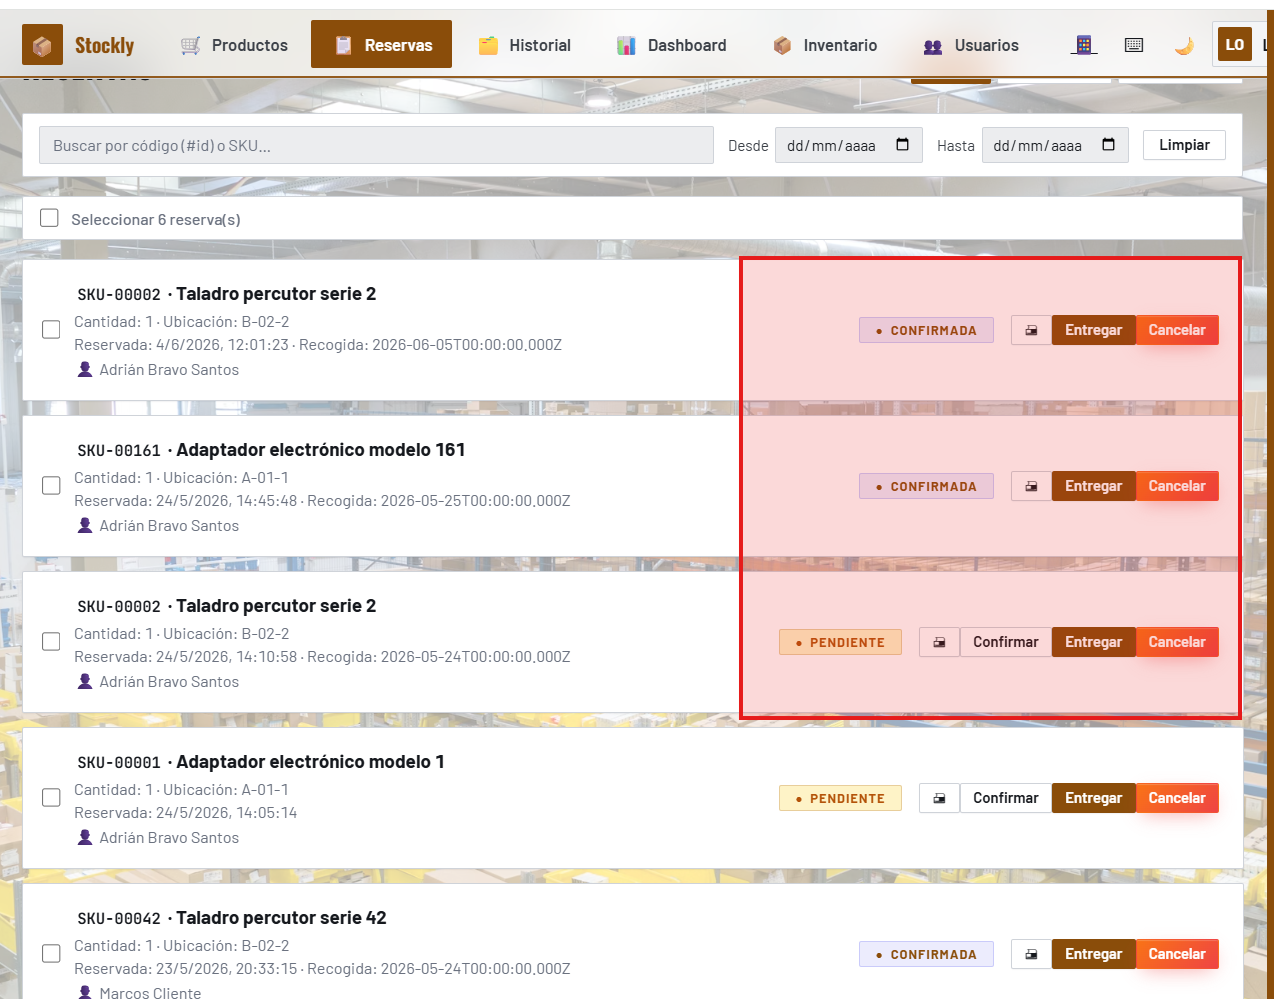 Stockly
Productos
Reservas
Historial
Dashboard
Inventario
Usuarios
LO
Buscar por código (#id) o SKU...
Desde dd/mm/aaaa
Hasta dd/mm/aaaa
Limpiar
Seleccionar 6 reserva(s)
SKU-00002 · Taladro percutor serie 2
Cantidad: 1 · Ubicación: B-02-2
Reservada: 4/6/2026, 12:01:23 · Recogida: 2026-06-05T00:00:00.000Z
Adrián Bravo Santos
CONFIRMADA
Entregar
Cancelar
SKU-00161 · Adaptador electrónico modelo 161
Cantidad: 1 · Ubicación: A-01-1
Reservada: 24/5/2026, 14:45:48 · Recogida: 2026-05-25T00:00:00.000Z
Adrián Bravo Santos
CONFIRMADA
Entregar
Cancelar
SKU-00002 · Taladro percutor serie 2
Cantidad: 1 · Ubicación: B-02-2
Reservada: 24/5/2026, 14:10:58 · Recogida: 2026-05-24T00:00:00.000Z
Adrián Bravo Santos
PENDIENTE
Confirmar
Entregar
Cancelar
SKU-00001 · Adaptador electrónico modelo 1
Cantidad: 1 · Ubicación: A-01-1
Reservada: 24/5/2026, 14:05:14
Adrián Bravo Santos
PENDIENTE
Confirmar
Entregar
Cancelar
SKU-00042 · Taladro percutor serie 42
Cantidad: 1 · Ubicación: B-02-2
Reservada: 23/5/2026, 20:33:15 · Recogida: 2026-05-24T00:00:00.000Z
Marcos Cliente
CONFIRMADA
Entregar
Cancelar